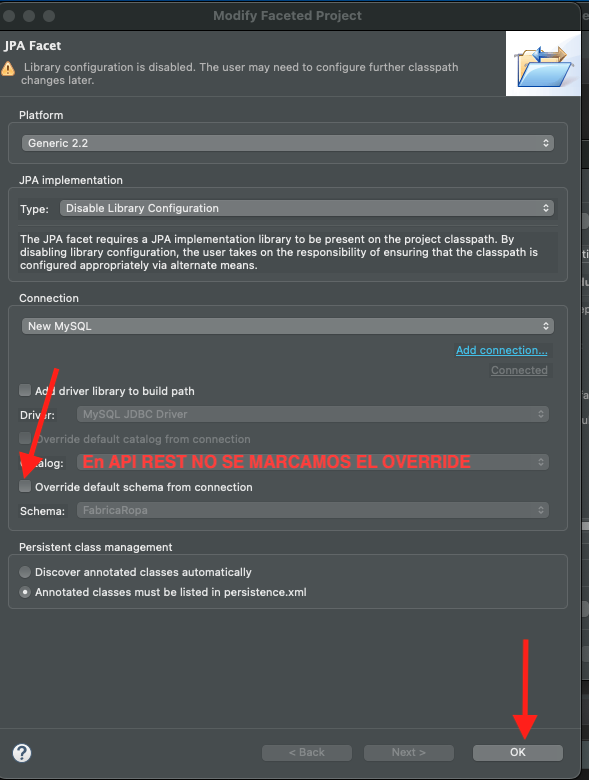 Modify Faceted Project
JPA Facet
Library configuration is disabled. The user may need to configure further classpath
changes later.
Platform
Generic 2.2
JPA implementation
Type: Disable Library Configuration
The JPA facet requires a JPA implementation library to be present on the project classpath. By
disabling library configuration, the user takes on the responsibility of ensuring that the classpath is
configured appropriately via alternate means.
Connection
New MySQL
Add connection...
Connected
Add driver library to build path
Driver: MySQL JDBC Driver
Override default catalog from connection
Catalog: En API REST NO SE MARCAMOS EL OVERRIDE
Override default schema from connection
Schema: FabricaRopa
Persistent class management
Discover annotated classes automatically
Annotated classes must be listed in persistence.xml
? < Back Next > OK